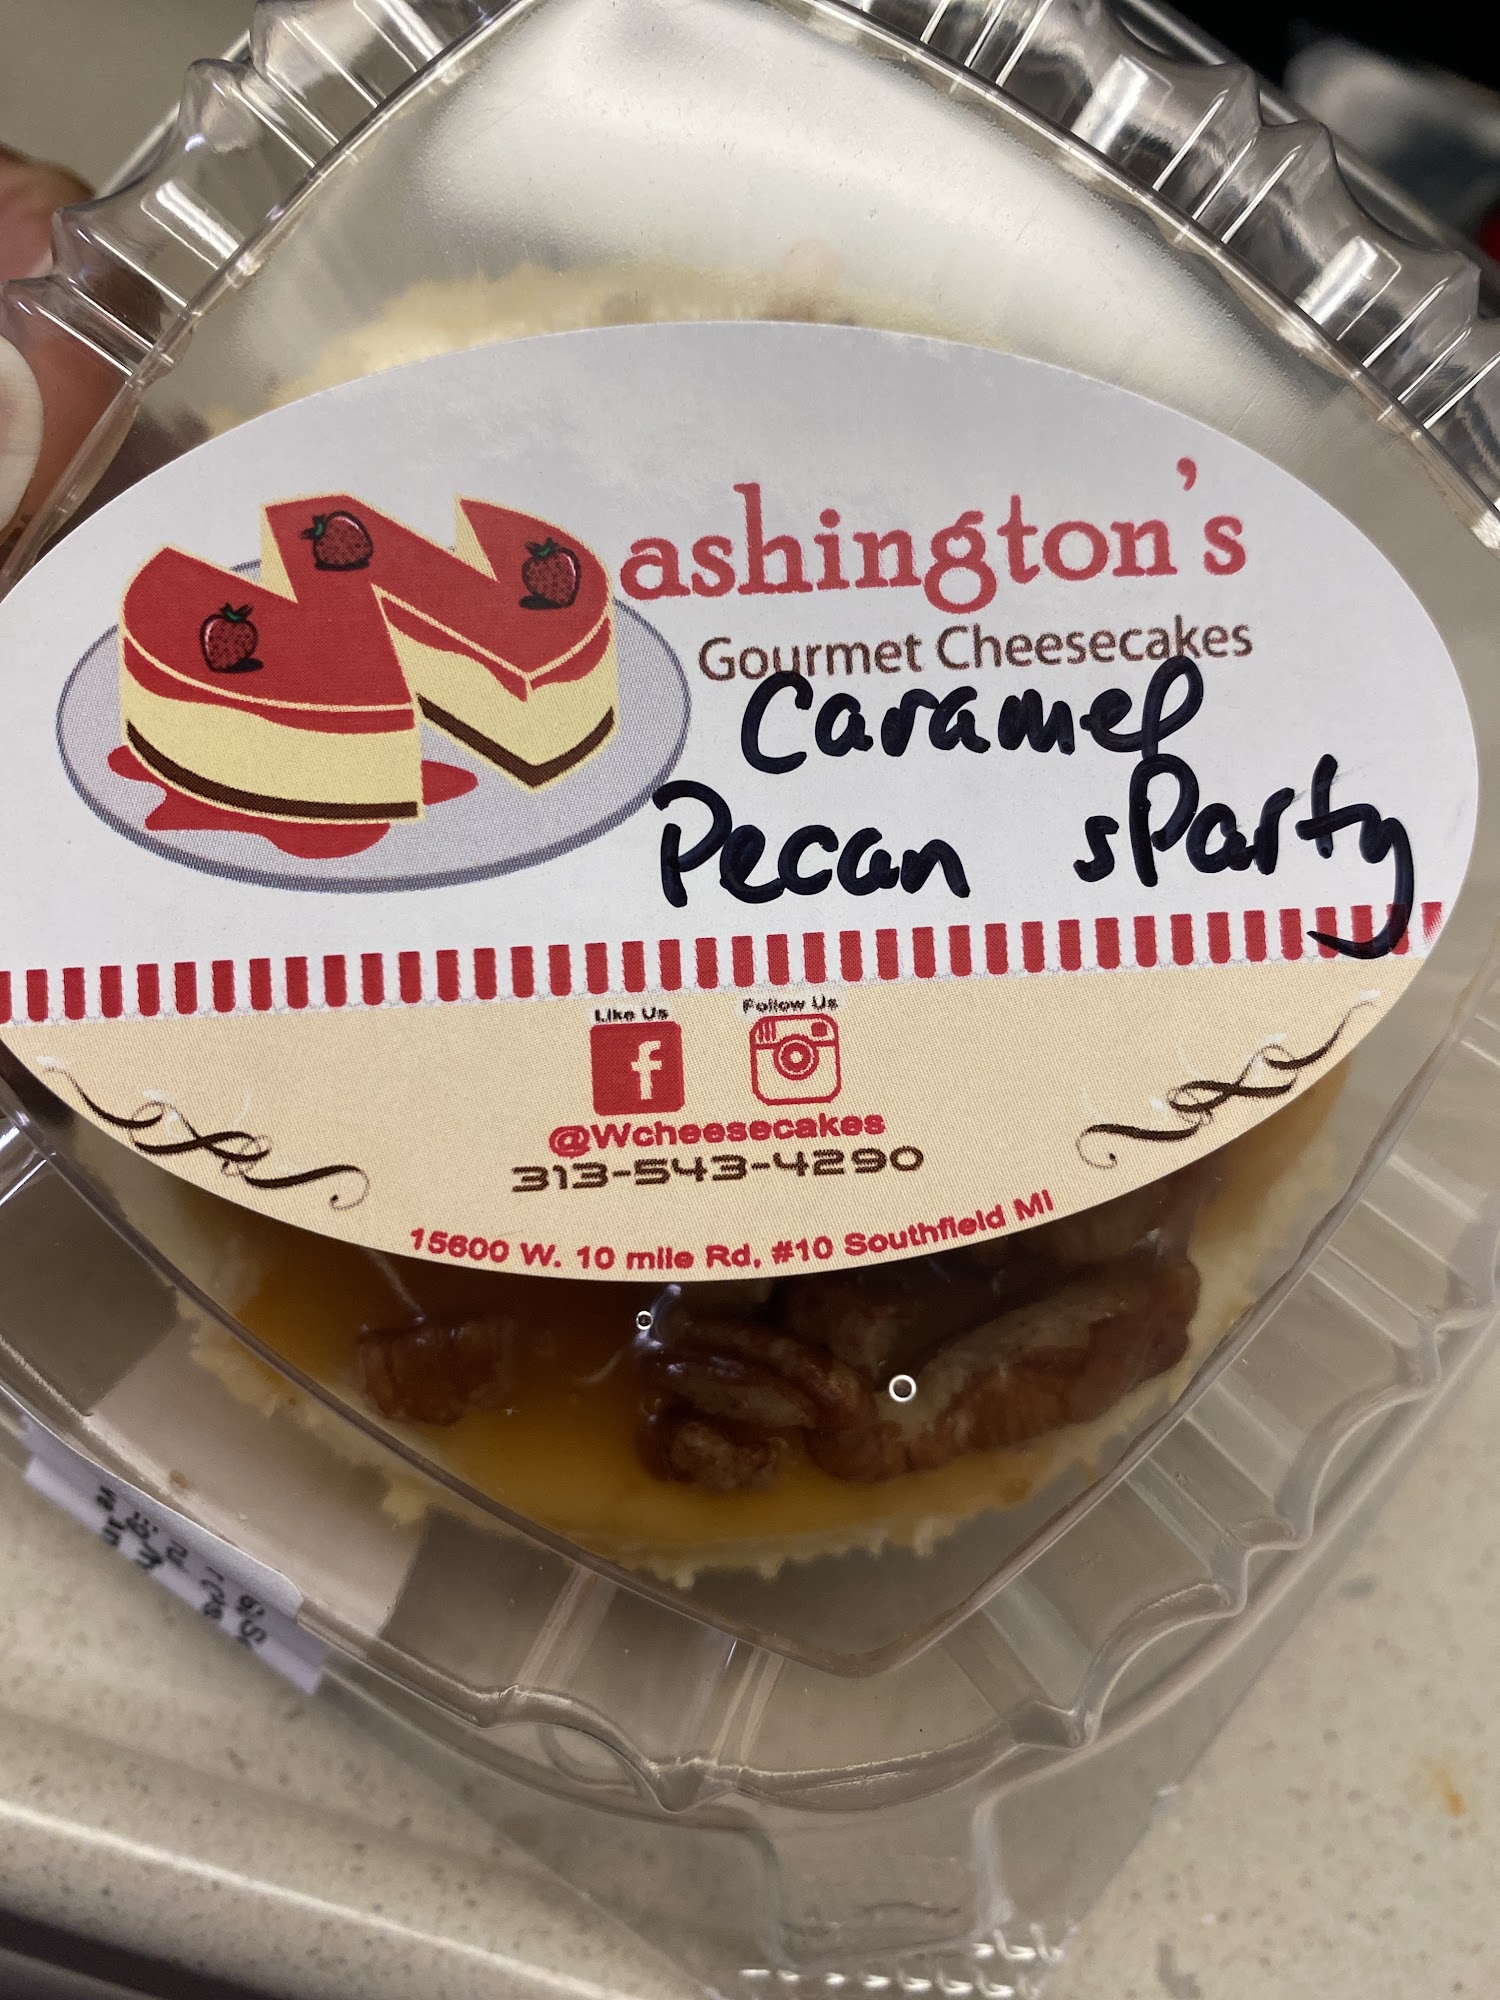 Washington's
Gourmet Cheesecakes
Caramel
Pecan sParty
Like Us
Follow Us
@Wcheesecakes
313-543-4290
15600 W. 10 mile Rd, #10 Southfield MI